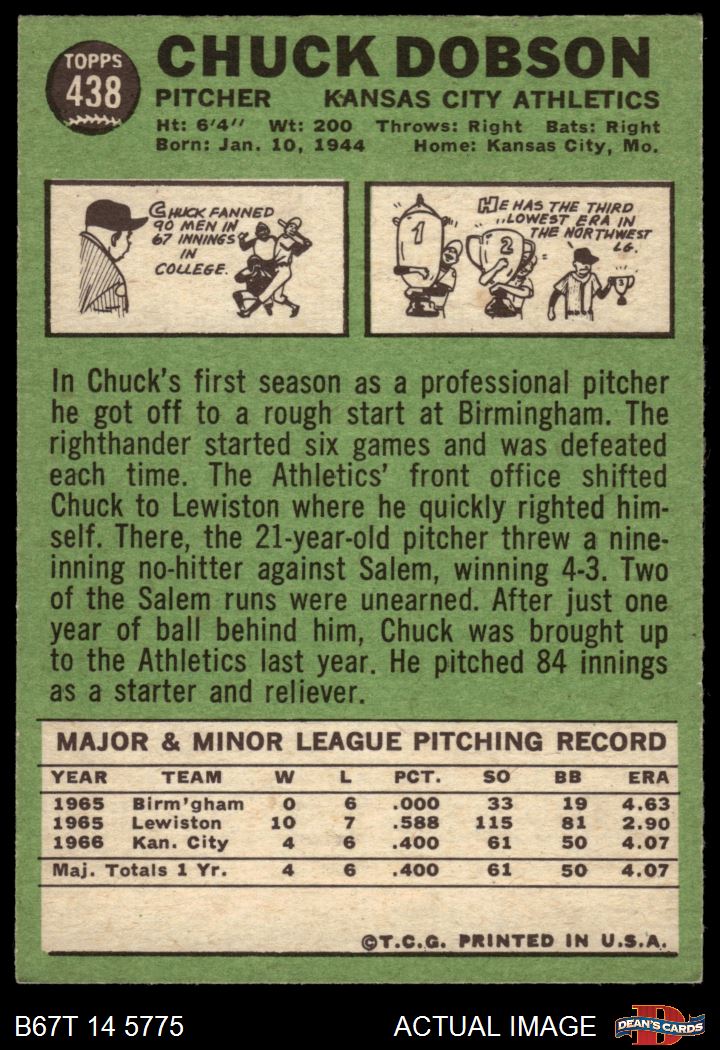 TOPPS
438
CHUCK DOBSON
PITCHER KANSAS CITY ATHLETICS
Ht: 6'4" Wt: 200 Throws: Right Bats: Right
Born: Jan. 10, 1944 Home: Kansas City, Mo.
CHUCK FANNED
90 MEN IN
67 INNINGS
IN
COLLEGE.
HE HAS THE THIRD
LOWEST ERA IN
THE NORTHWEST
LG.
1
2
3
In Chuck's first season as a professional pitcher
he got off to a rough start at Birmingham. The
righthander started six games and was defeated
each time. The Athletics' front office shifted
Chuck to Lewiston where he quickly righted him-
self. There, the 21-year-old pitcher threw a nine-
inning no-hitter against Salem, winning 4-3. Two
of the Salem runs were unearned. After just one
year of ball behind him, Chuck was brought up
to the Athletics last year. He pitched 84 innings
as a starter and reliever.
MAJOR & MINOR LEAGUE PITCHING RECORD
YEAR TEAM W L PCT. SO BB ERA
1965 Birm'gham 0 6 .000 33 19 4.63
1965 Lewiston 10 7 .588 115 81 2.90
1966 Kan. City 4 6 .400 61 50 4.07
Maj. Totals 1 Yr. 4 6 .400 61 50 4.07
©T.C.G. PRINTED IN U.S.A.
B67T 14 5775 ACTUAL IMAGE
DEAN'S CARDS